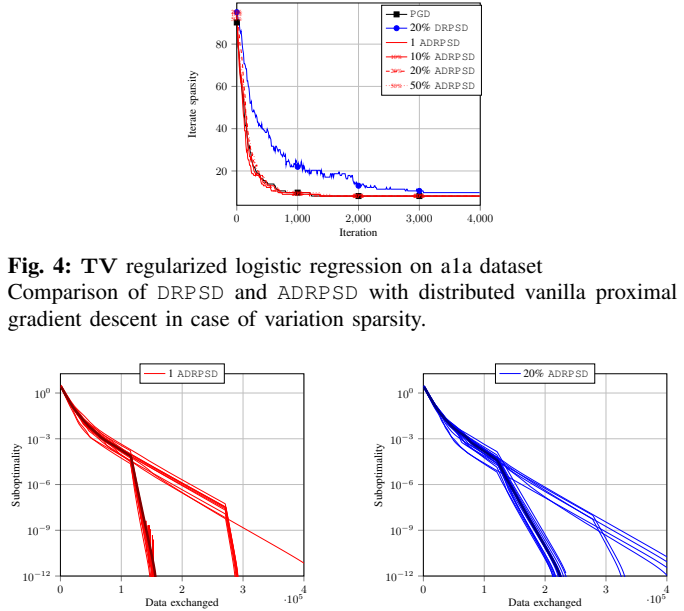 80
60
40
20
Iterate sparsity
0
1,000
2,000
3,000
4,000
Iteration
PGD
20% DRPSD
1 ADRPSD
10% ADRPSD
20% ADRPSD
50% ADRPSD
Fig. 4: TV regularized logistic regression on a1a dataset
Comparison of DRPSD and ADRPSD with distributed vanilla proximal
gradient descent in case of variation sparsity.
1 ADRPSD
10^0
10^−3
10^−6
10^−9
10^−12
Suboptimality
0
1
2
3
4
·10^5
Data exchanged
20% ADRPSD
10^0
10^−3
10^−6
10^−9
10^−12
Suboptimality
0
1
2
3
4
·10^5
Data exchanged